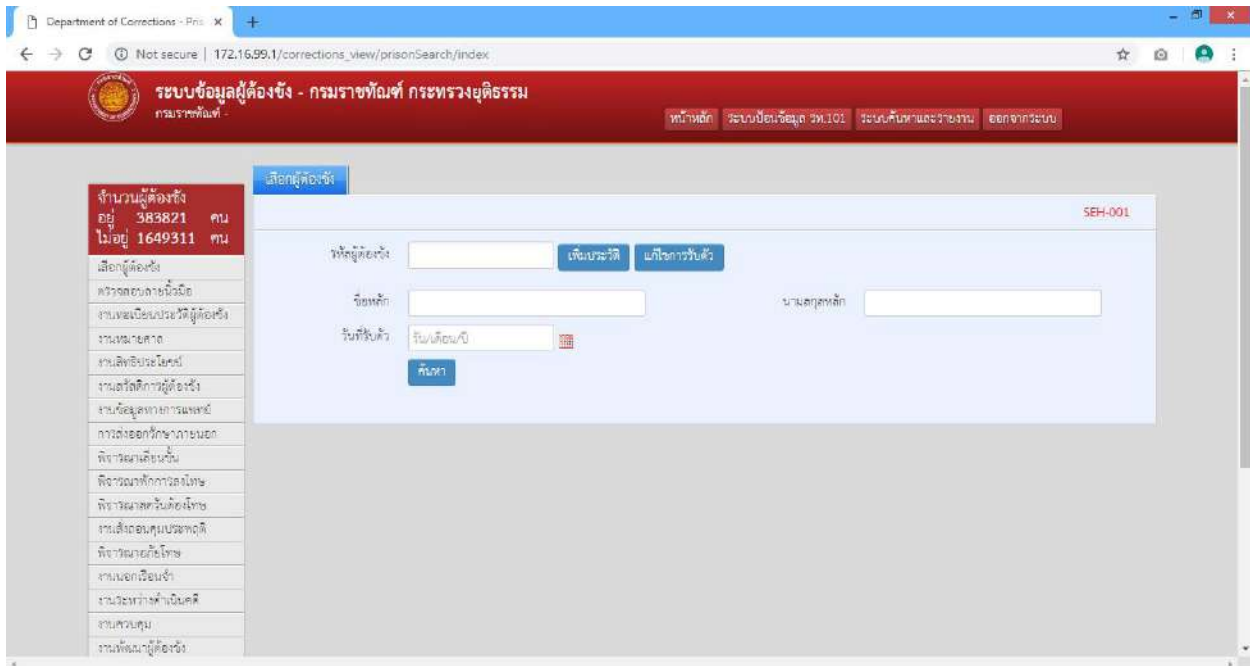 Department of Corrections - Pris
Not secure | 172.16.99.1/corrections_view/prisonSearch/index
ระบบข้อมูลผู้ต้องขัง - กรมราชทัณฑ์ กระทรวงยุติธรรม
กรมราชทัณฑ์ -
หน้าหลัก ระบบป้อนข้อมูล รท.101 ระบบค้นหาและรายงาน ออกจากระบบ
เลือกผู้ต้องขัง
จำนวนผู้ต้องขัง
อยู่ 383821 คน
ไม่อยู่ 1649311 คน
SEH-001
รหัสผู้ต้องขัง เพิ่มประวัติ แก้ไขการรับตัว
ชื่อหลัก นามสกุลหลัก
วันที่รับตัว วัน/เดือน/ปี
ค้นหา
เลือกผู้ต้องขัง
ตรวจสอบลายนิ้วมือ
งานทะเบียนประวัติผู้ต้องขัง
งานหมายศาล
งานสิทธิประโยชน์
งานสวัสดิการผู้ต้องขัง
งานข้อมูลทางการแพทย์
การส่งออกรักษาภายนอก
พิจารณาเลื่อนชั้น
พิจารณาพักการลงโทษ
พิจารณาลดวันต้องโทษ
งานสั่งถอนคุมประพฤติ
พิจารณาอภัยโทษ
งานนอกเรือนจำ
งานระหว่างดำเนินคดี
งานควบคุม
งานพัฒนาผู้ต้องขัง